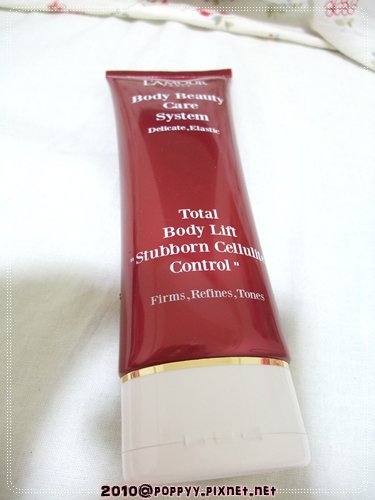 L'AMOUR
Body Beauty
Care
System
Delicate,Elastic
Total
Body Lift
"Stubborn Cellulite
Control"
Firms,Refines,Tones
2010@POPPYY.PIXNET.NET